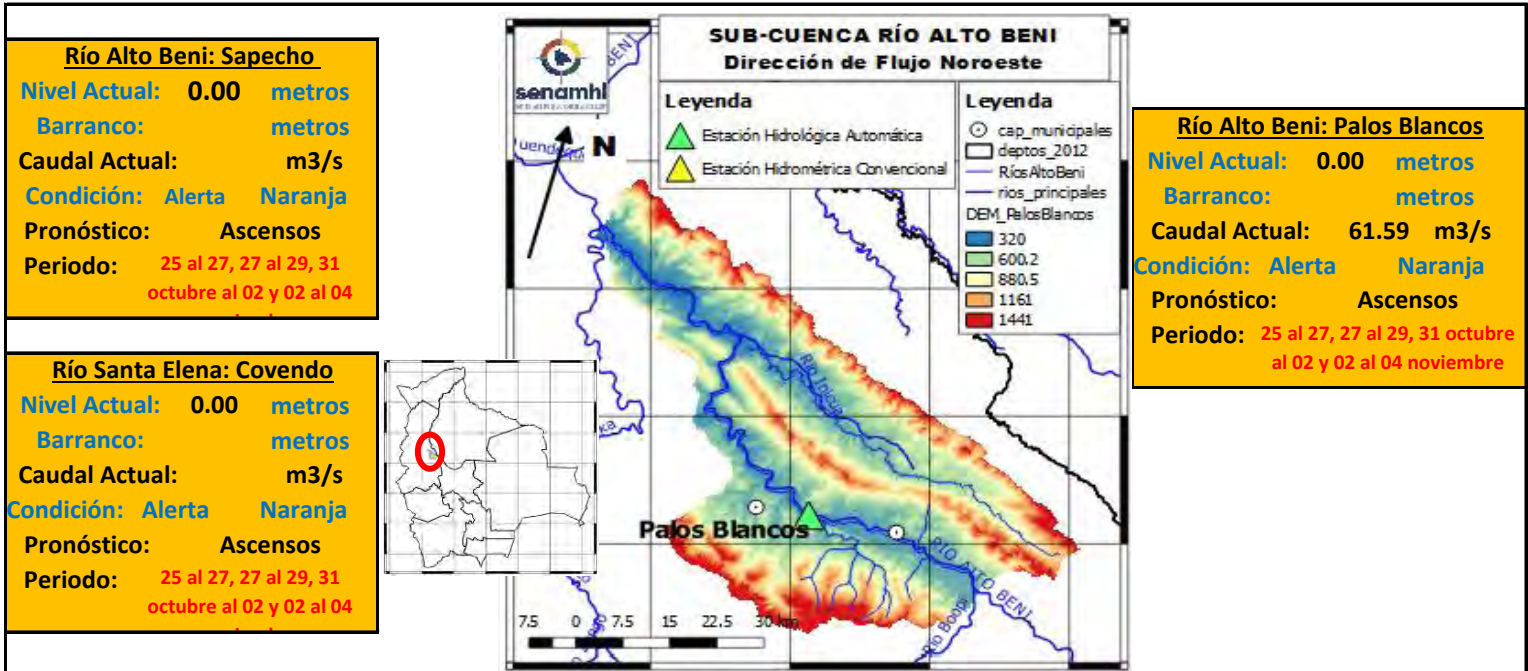 Río Alto Beni: Sapecho
Nivel Actual: 0.00 metros
Barranco: metros
Caudal Actual: m3/s
Condición: Alerta Naranja
Pronóstico: Ascensos
Periodo: 25 al 27, 27 al 29, 31
octubre al 02 y 02 al 04
Río Santa Elena: Covendo
Nivel Actual: 0.00 metros
Barranco: metros
Caudal Actual: m3/s
Condición: Alerta Naranja
Pronóstico: Ascensos
Periodo: 25 al 27, 27 al 29, 31
octubre al 02 y 02 al 04
SUB-CUENCA RÍO ALTO BENI
Dirección de Flujo Noroeste
senamhi
BENI
N
Leyenda
Estación Hidrológica Automática
Estación Hidrométrica Convencional
Leyenda
cap_municipales
deptos_2012
RíosAltoBeni
rios_principales
DEM_PalosBlancos
320
600.2
880.5
1161
1441
Río Inicua
Palos Blancos
RÍO ALTO BENI
Río Boopi
7.5 0 7.5 15 22.5 30 km
Río Alto Beni: Palos Blancos
Nivel Actual: 0.00 metros
Barranco: metros
Caudal Actual: 61.59 m3/s
Condición: Alerta Naranja
Pronóstico: Ascensos
Periodo: 25 al 27, 27 al 29, 31 octubre
al 02 y 02 al 04 noviembre